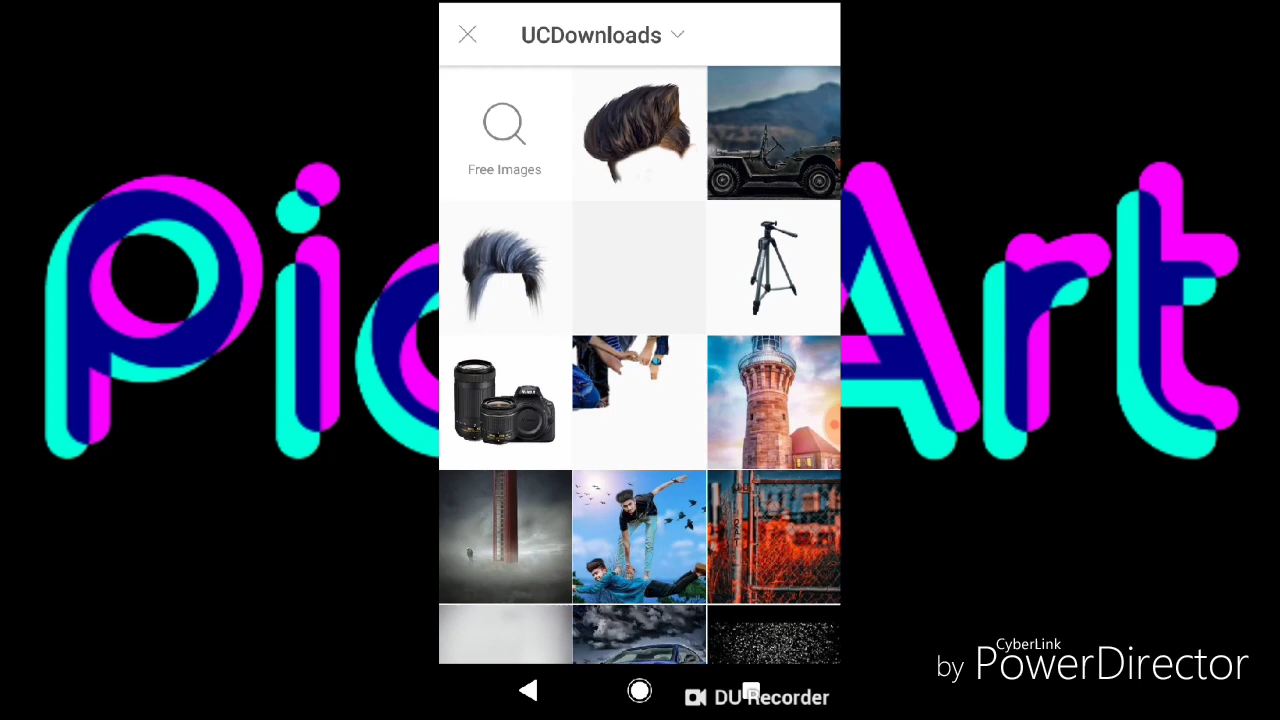 UCDownloads
Free Images
PicsArt
DU Recorder
CyberLink
by PowerDirector